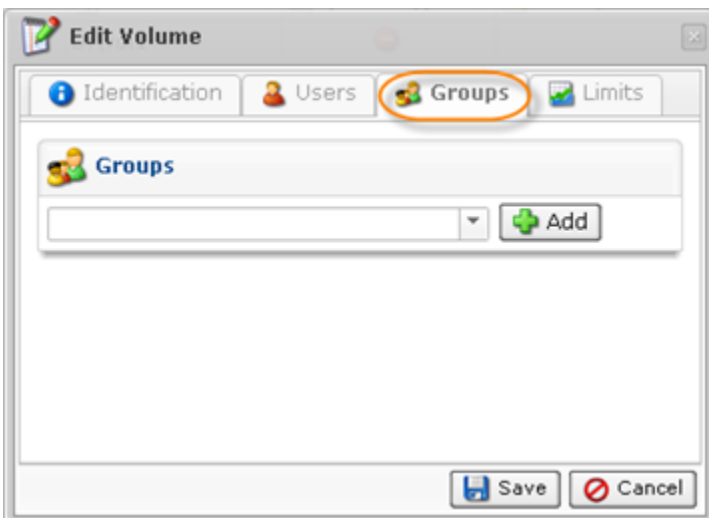 Edit Volume
Identification Users Groups Limits
Groups
Add
Save Cancel